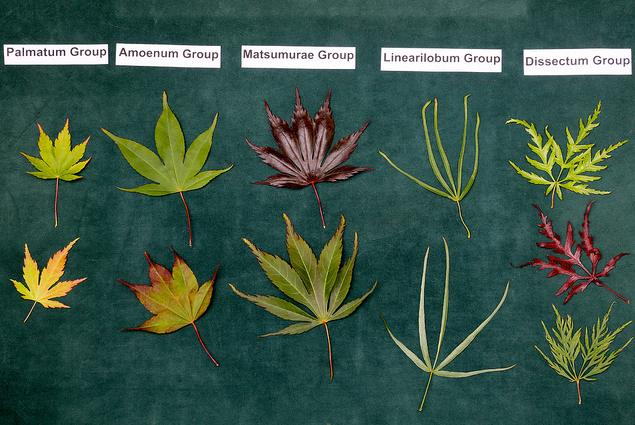 Palmatum Group
Amoenum Group
Matsumurae Group
Linearilobum Group
Dissectum Group